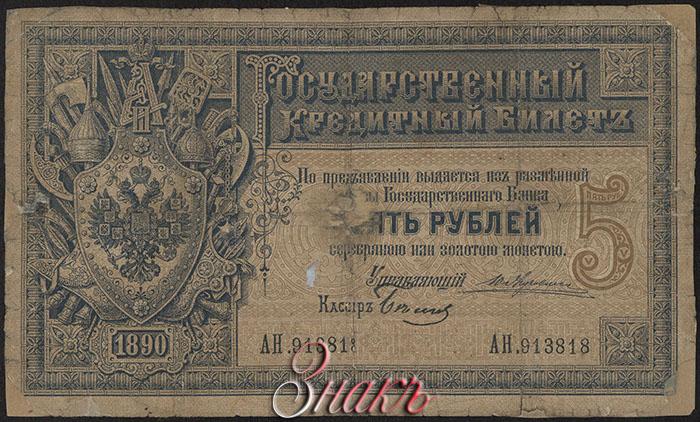 Государственный
Кредитный Билетъ
По предъявленіи выдается изъ размѣнной
Государственнаго Банка
ПЯТЬ РУБЛЕЙ
серебряною или золотою монетою.
5
Управляющій
Кассиръ
1890
АН.913818
АН.913818
Знакъ